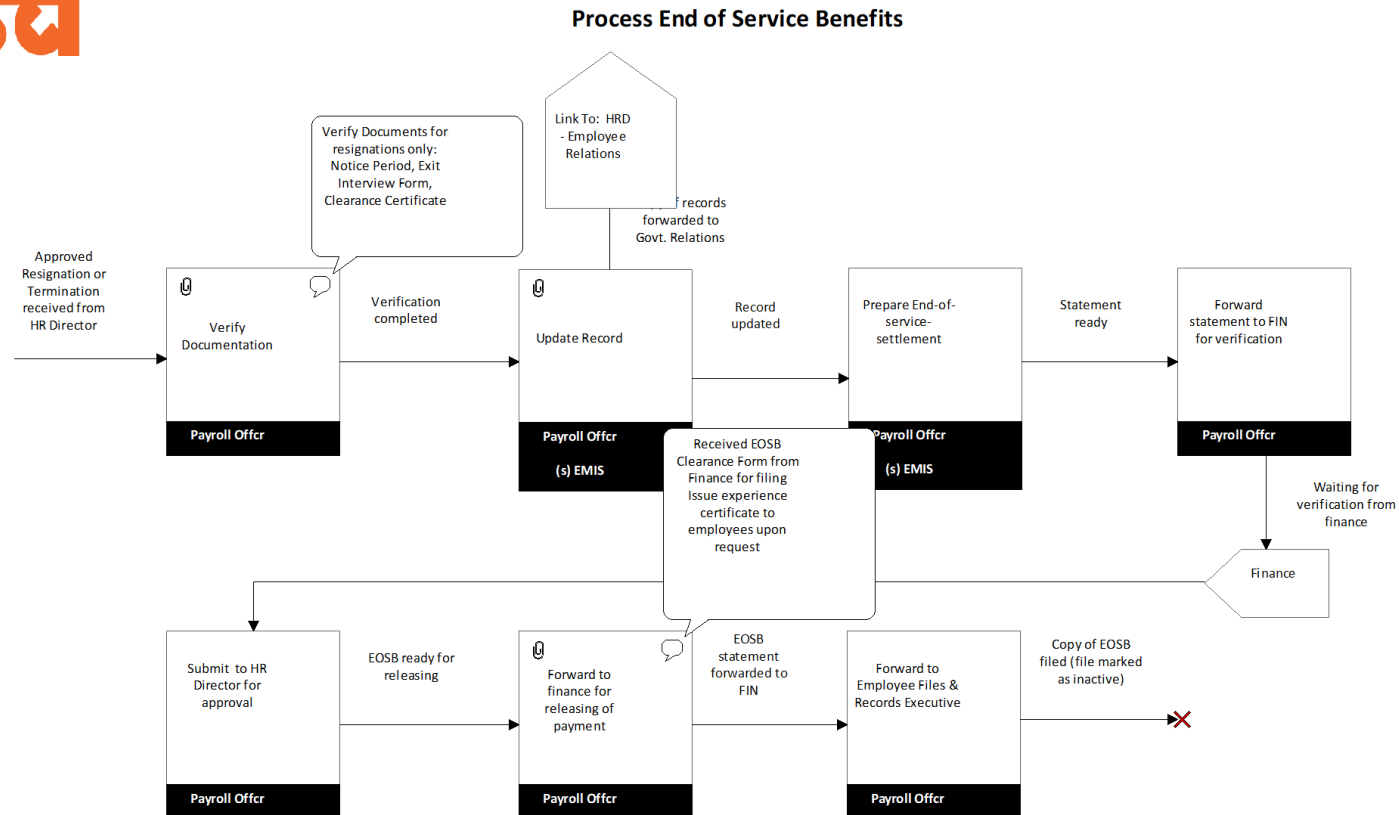 Process End of Service Benefits
Link To: HRD
- Employee
Relations
Verify Documents for
resignations only:
Notice Period, Exit
Interview Form,
Clearance Certificate
records
forwarded to
Govt. Relations
Approved
Resignation or
Termination
received from
HR Director
Verify
Documentation
Payroll Offcr
Verification
completed
Update Record
Payroll Offcr
(s) EMIS
Record
updated
Prepare End-of-
service-
settlement
Payroll Offcr
(s) EMIS
Statement
ready
Forward
statement to FIN
for verification
Payroll Offcr
Waiting for
verification from
finance
Finance
Received EOSB
Clearance Form from
Finance for filing
Issue experience
certificate to
employees upon
request
Submit to HR
Director for
approval
Payroll Offcr
EOSB ready for
releasing
Forward to
finance for
releasing of
payment
Payroll Offcr
EOSB
statement
forwarded to
FIN
Forward to
Employee Files &
Records Executive
Payroll Offcr
Copy of EOSB
filed (file marked
as inactive)